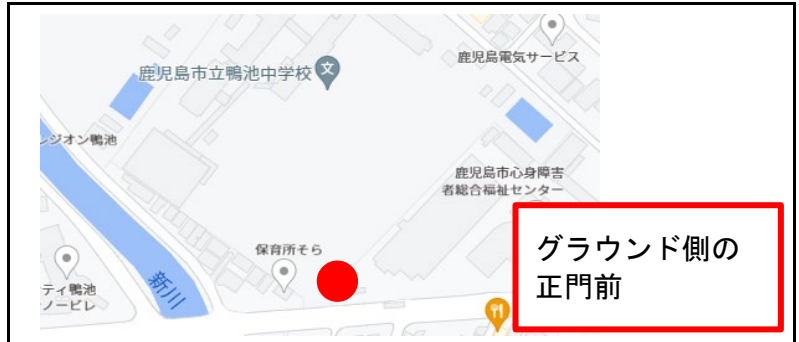 鹿児島電気サービス
鹿児島市立鴨池中学校
文
レジオン鴨池
鹿児島市心身障害
者総合福祉センター
グラウンド側の
正門前
保育所そら
新川
ティ鴨池
ノービレ